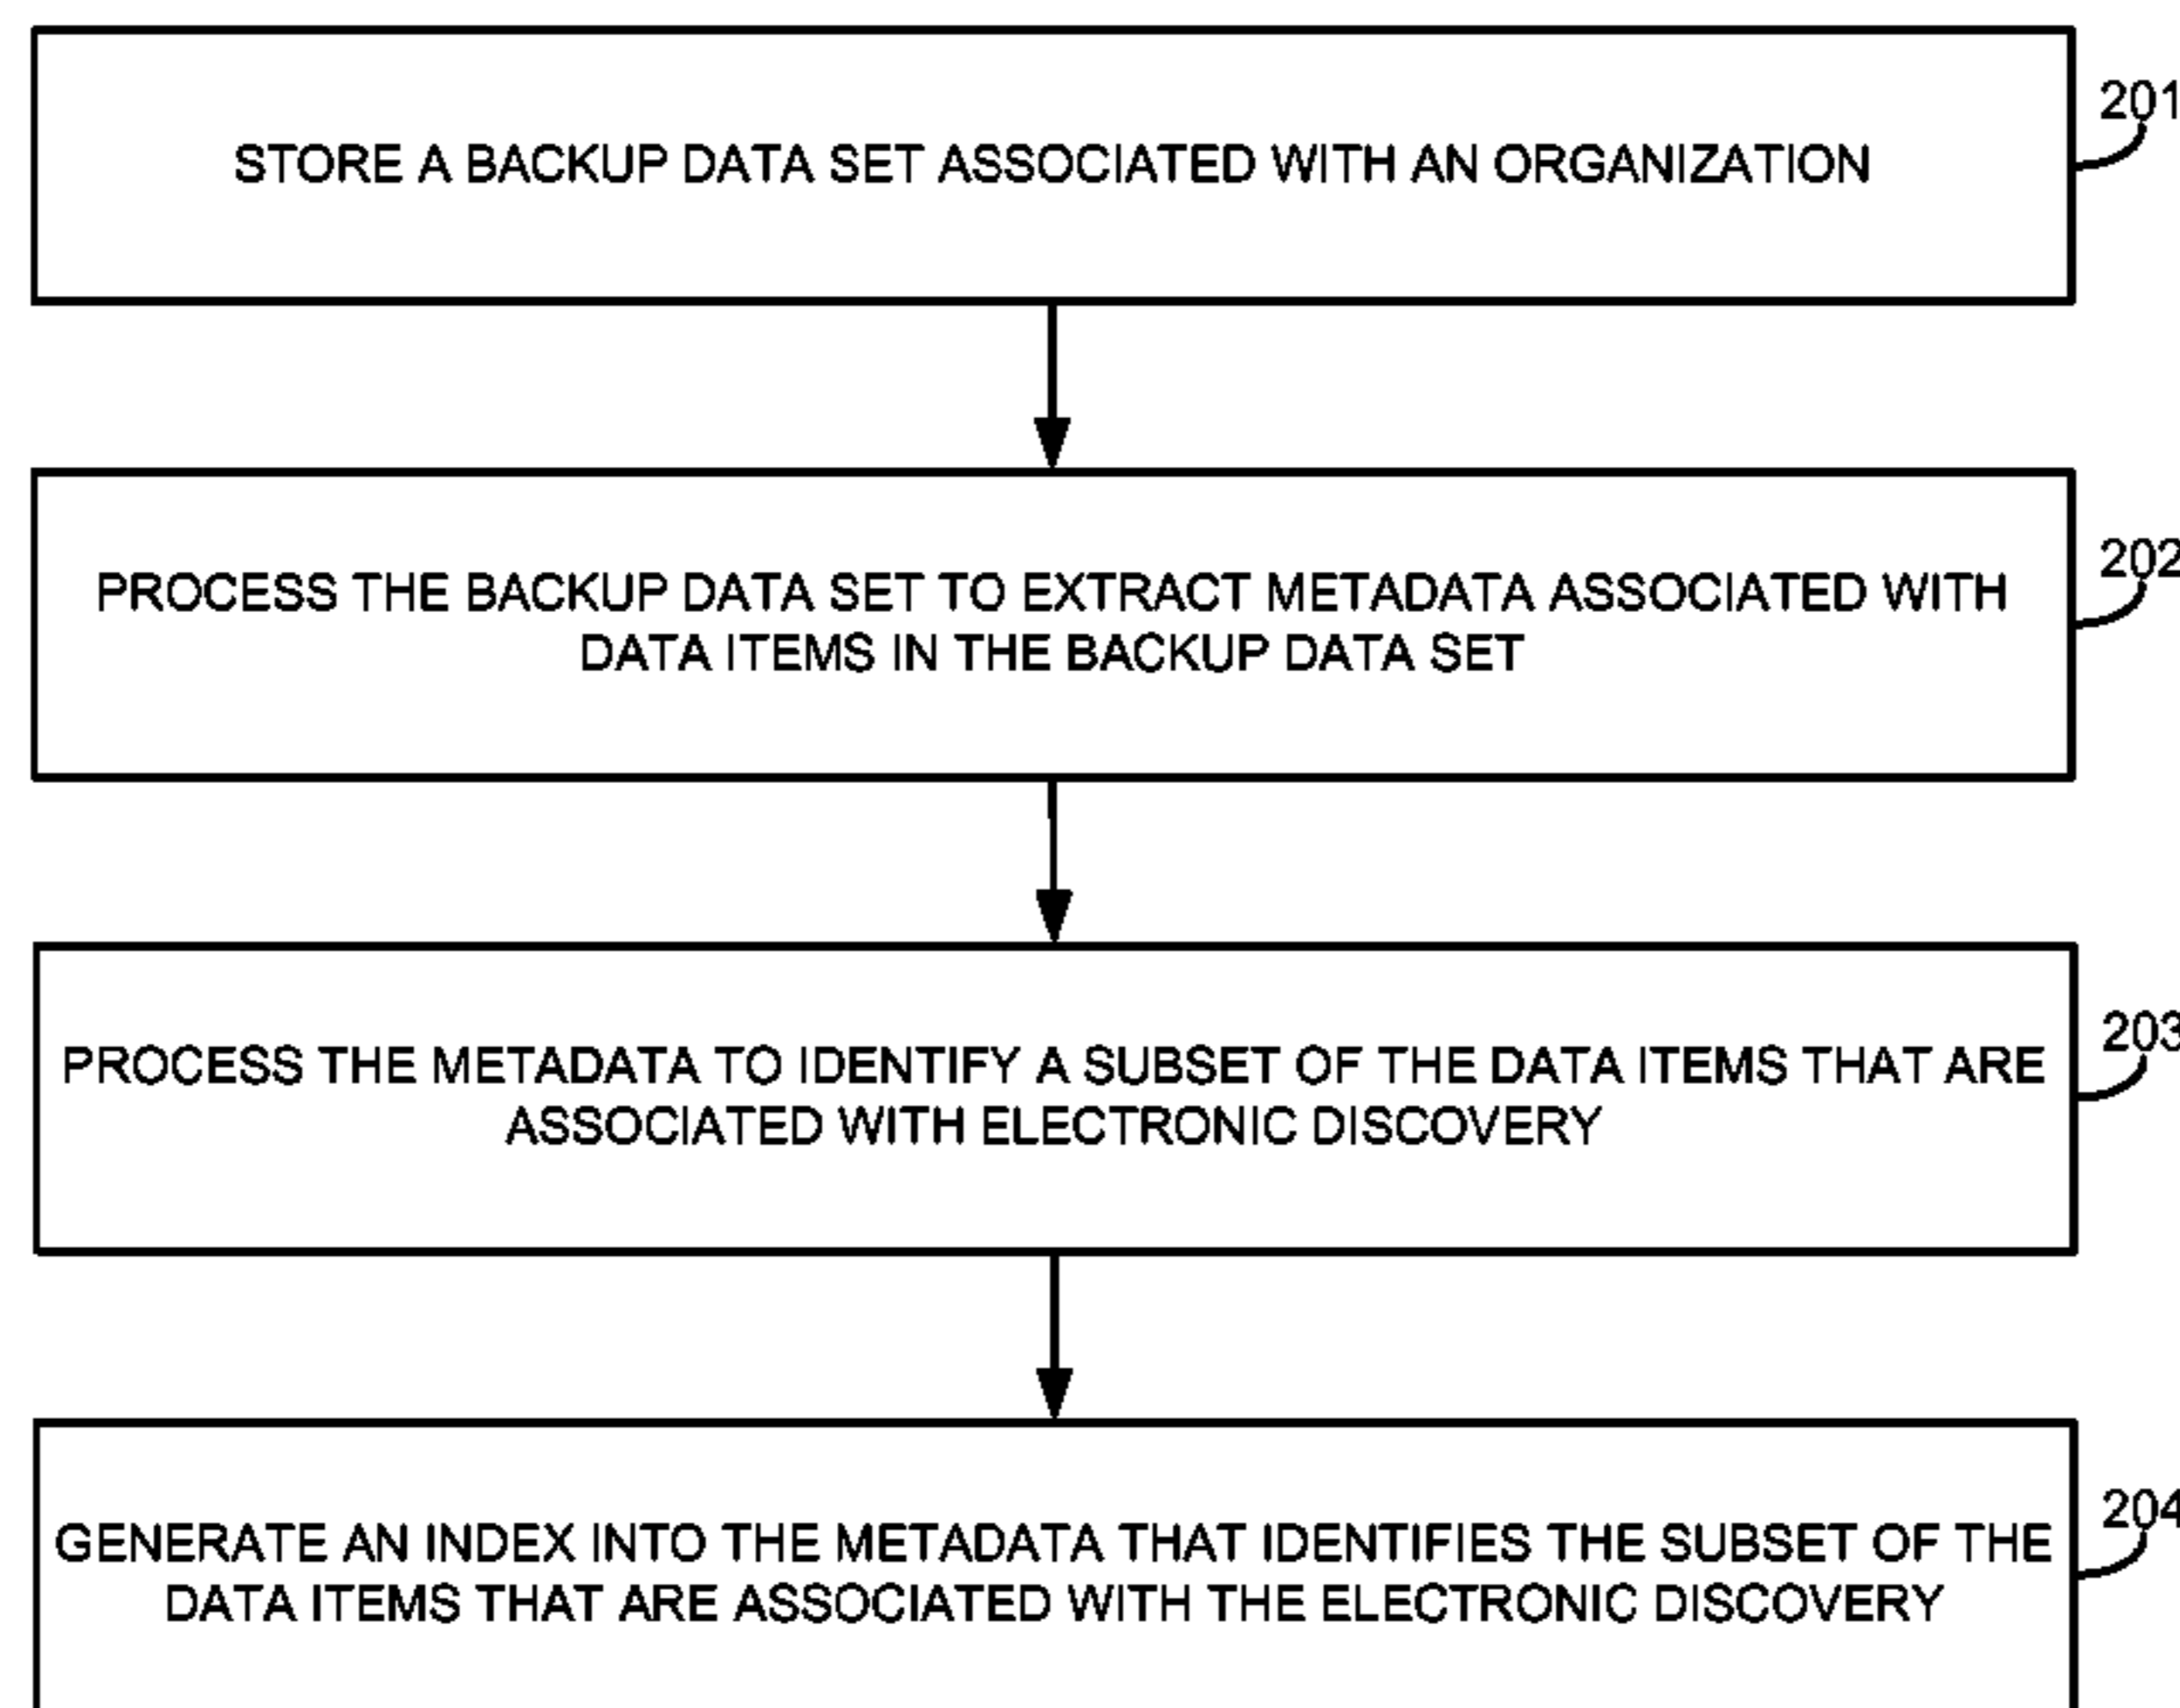 201
STORE A BACKUP DATA SET ASSOCIATED WITH AN ORGANIZATION
202
PROCESS THE BACKUP DATA SET TO EXTRACT METADATA ASSOCIATED WITH
DATA ITEMS IN THE BACKUP DATA SET
203
PROCESS THE METADATA TO IDENTIFY A SUBSET OF THE DATA ITEMS THAT ARE
ASSOCIATED WITH ELECTRONIC DISCOVERY
204
GENERATE AN INDEX INTO THE METADATA THAT IDENTIFIES THE SUBSET OF THE
DATA ITEMS THAT ARE ASSOCIATED WITH THE ELECTRONIC DISCOVERY